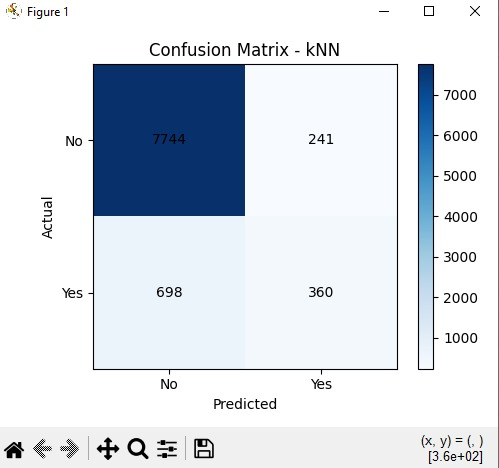 Figure 1
Confusion Matrix - kNN
No 7744 241
Yes 698 360
No Yes
Predicted
Actual
7000
6000
5000
4000
3000
2000
1000
(x, y) = (, )
[3.6e+02]